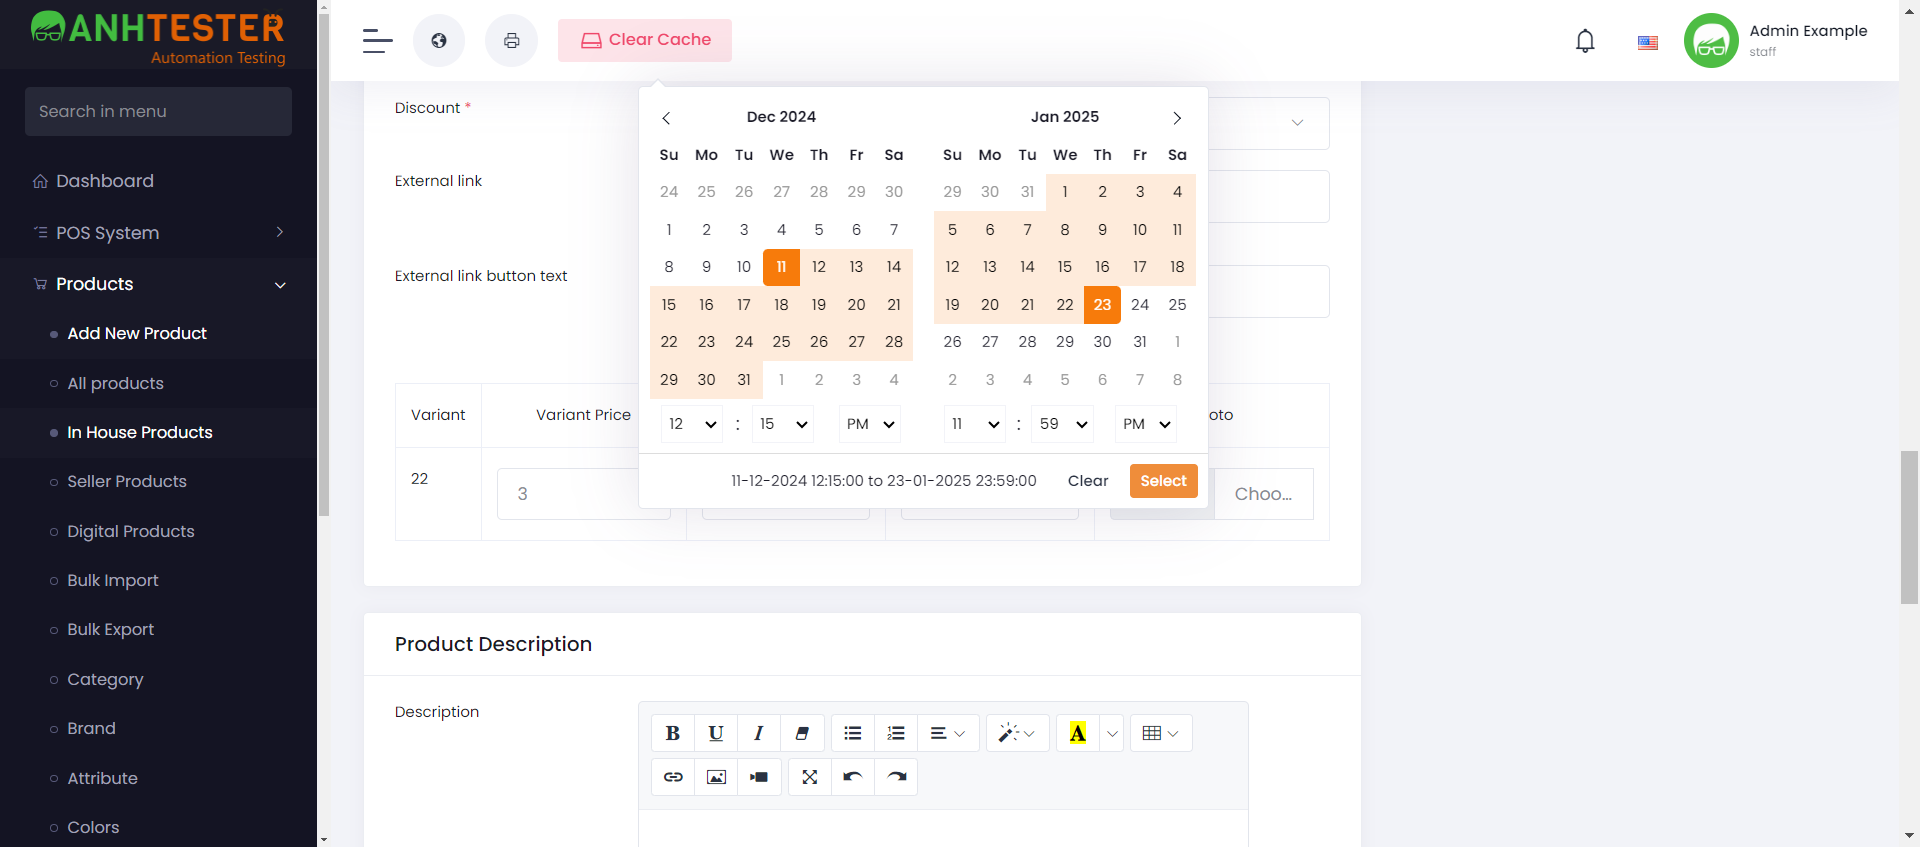 ANHTESTER
Automation Testing
Search in menu
Dashboard
POS System
Products
Add New Product
All products
In House Products
Seller Products
Digital Products
Bulk Import
Bulk Export
Category
Brand
Attribute
Colors
Clear Cache
Admin Example
staff
Discount *
External link
External link button text
Dec 2024
Su Mo Tu We Th Fr Sa
24 25 26 27 28 29 30
1 2 3 4 5 6 7
8 9 10 11 12 13 14
15 16 17 18 19 20 21
22 23 24 25 26 27 28
29 30 31 1 2 3 4
12 : 15 PM
Jan 2025
Su Mo Tu We Th Fr Sa
29 30 31 1 2 3 4
5 6 7 8 9 10 11
12 13 14 15 16 17 18
19 20 21 22 23 24 25
26 27 28 29 30 31 1
2 3 4 5 6 7 8
11 : 59 PM
11-12-2024 12:15:00 to 23-01-2025 23:59:00 Clear Select
Variant Variant Price oto
22 3 Choo...
Product Description
Description
B U I
A